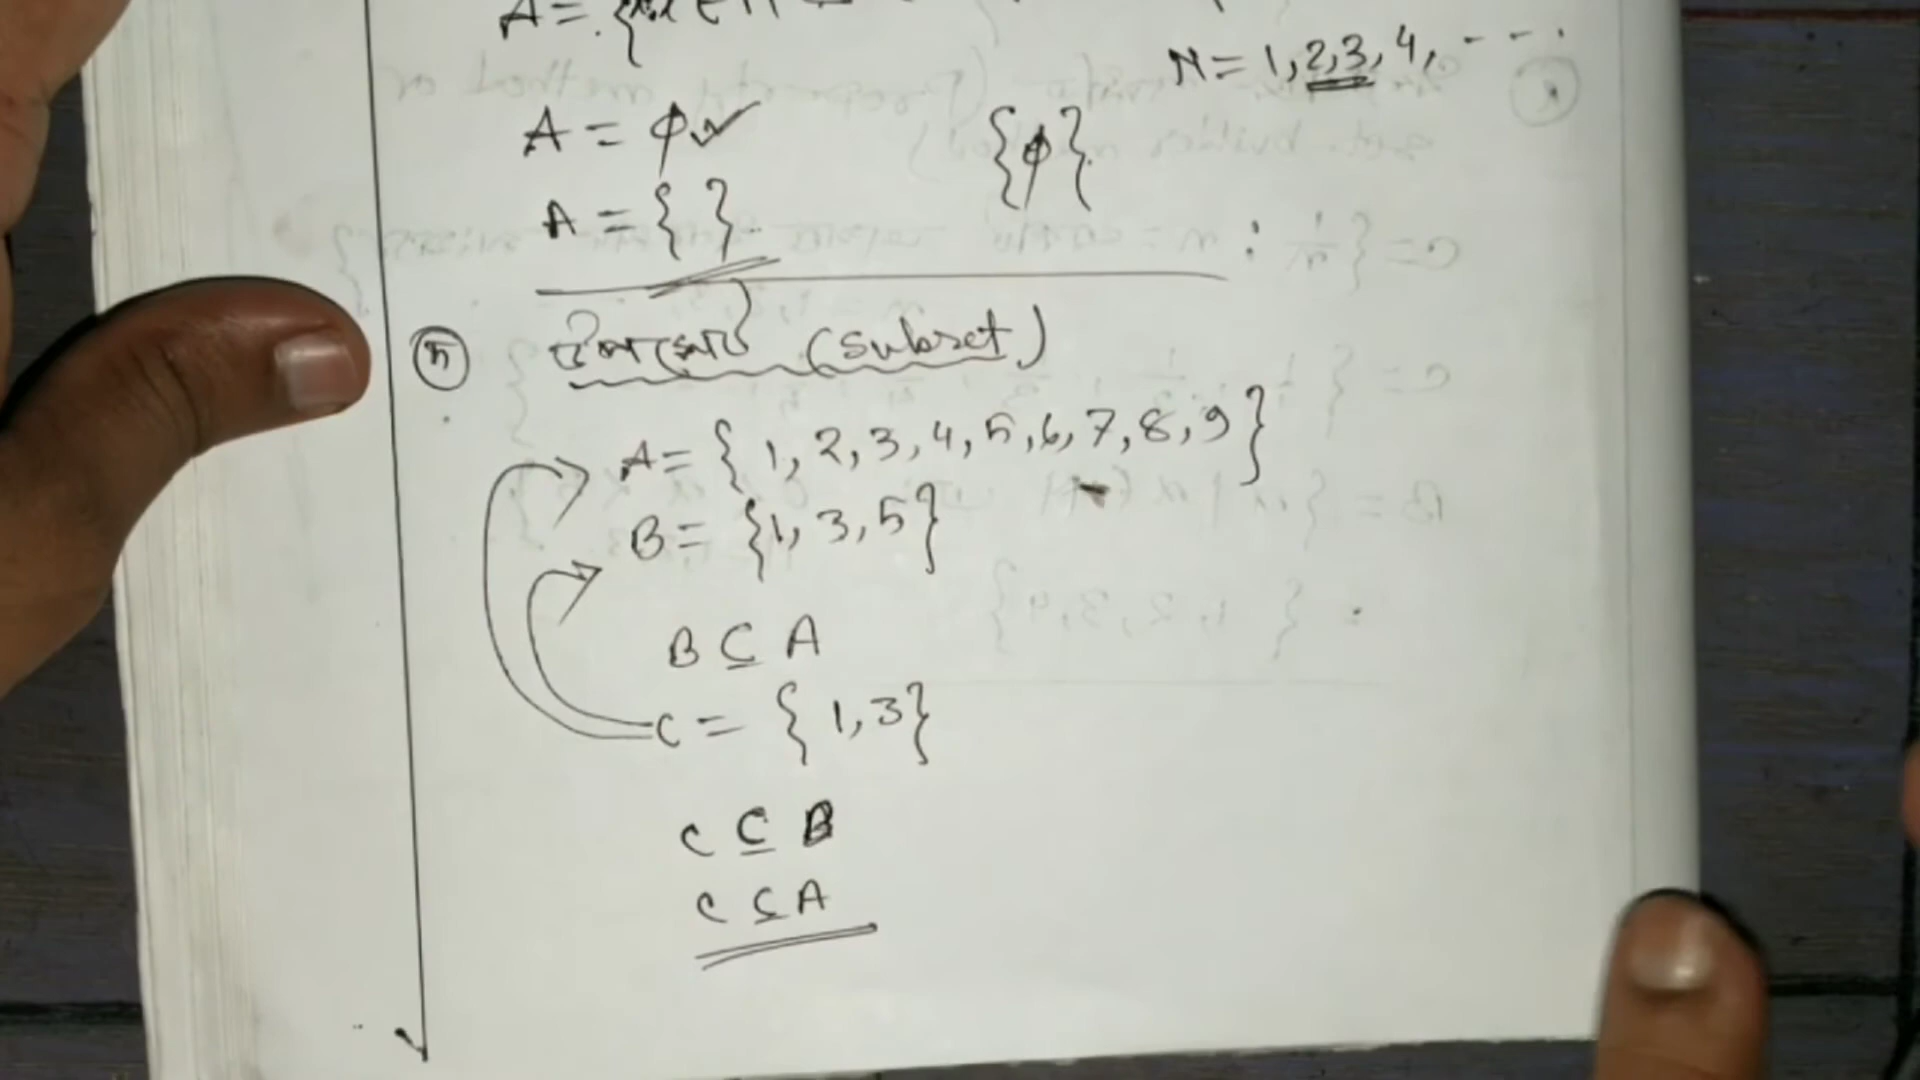 A = {
N = 1, 2, 3, 4, - - - .
A = ϕ ✓
{ϕ}
A = { }
উপসেট (subset)
A = { 1, 2, 3, 4, 5, 6, 7, 8, 9 }
B = { 1, 3, 5 }
B ⊆ A
C = { 1, 3 }
C ⊆ B
C ⊆ A